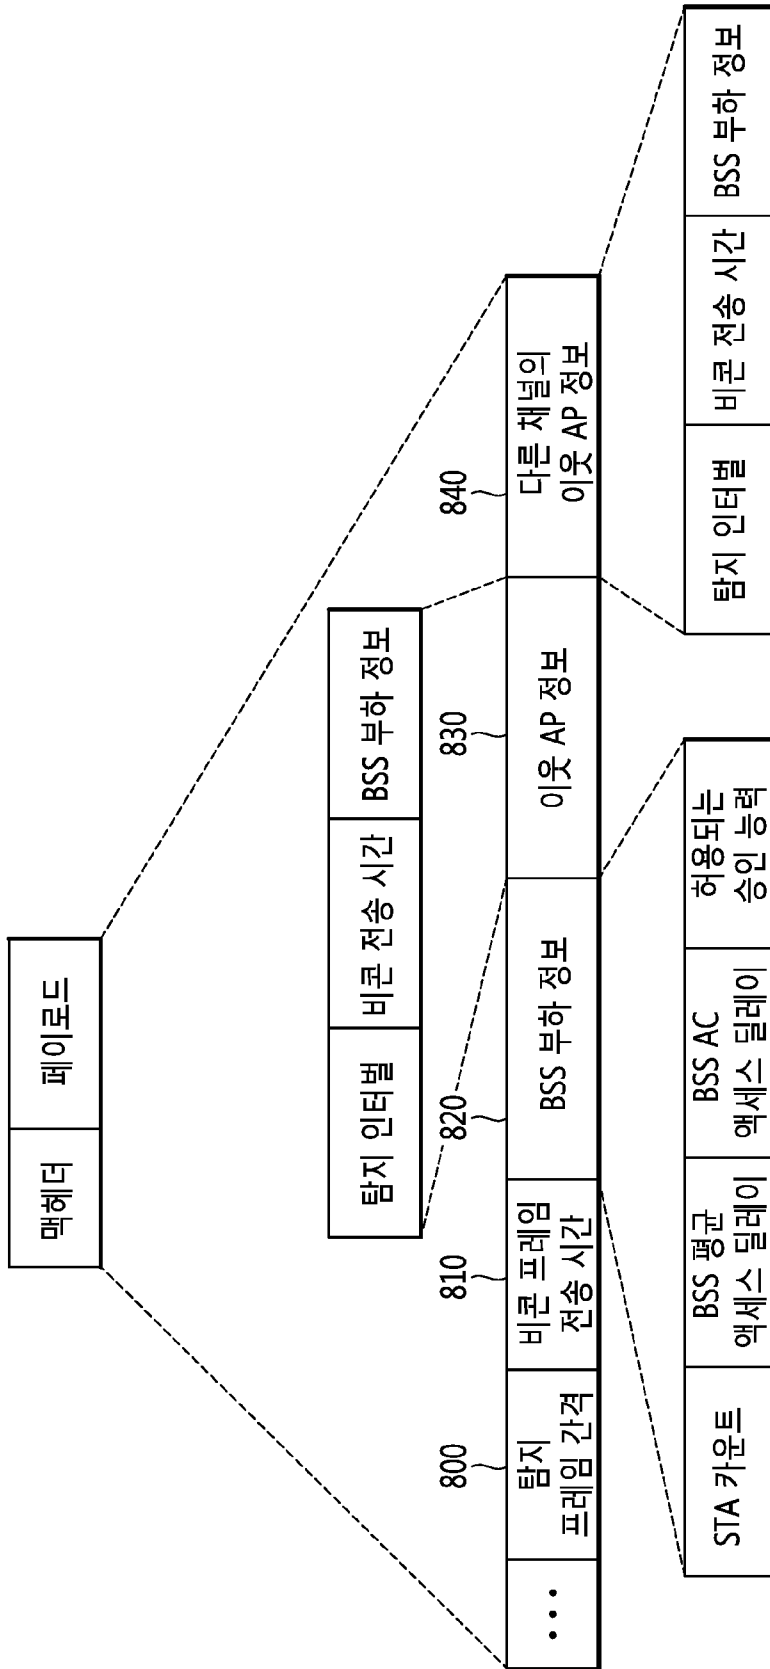 맥헤더
페이로드
탐지 인터벌
비콘 전송 시간
BSS 부하 정보
800
810
820
830
840
...
탐지
프레임 간격
비콘 프레임
전송 시간
BSS 부하 정보
이웃 AP 정보
다른 채널의
이웃 AP 정보
STA 카운트
BSS 평균
액세스 딜레이
BSS AC
액세스 딜레이
허용되는
승인 능력
탐지 인터벌
비콘 전송 시간
BSS 부하 정보